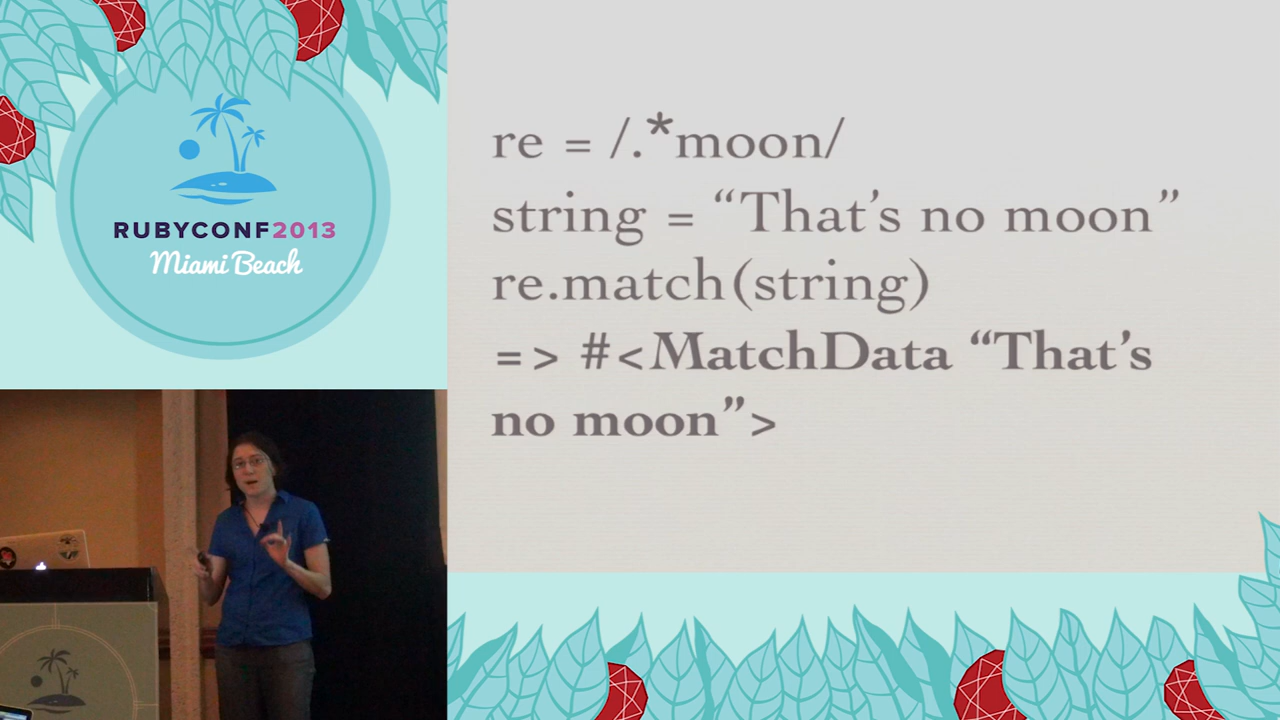 RUBYCONF2013
Miami Beach
re = /.*moon/
string = “That’s no moon”
re.match(string)
=> #<MatchData “That’s
no moon”>